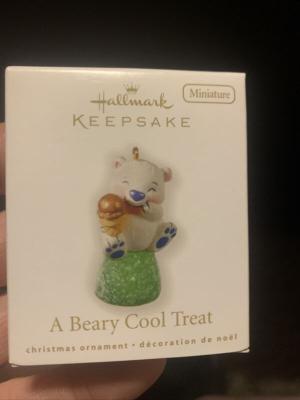 Hallmark
KEEPSAKE
Miniature
A Beary Cool Treat
christmas ornament • décoration de noël